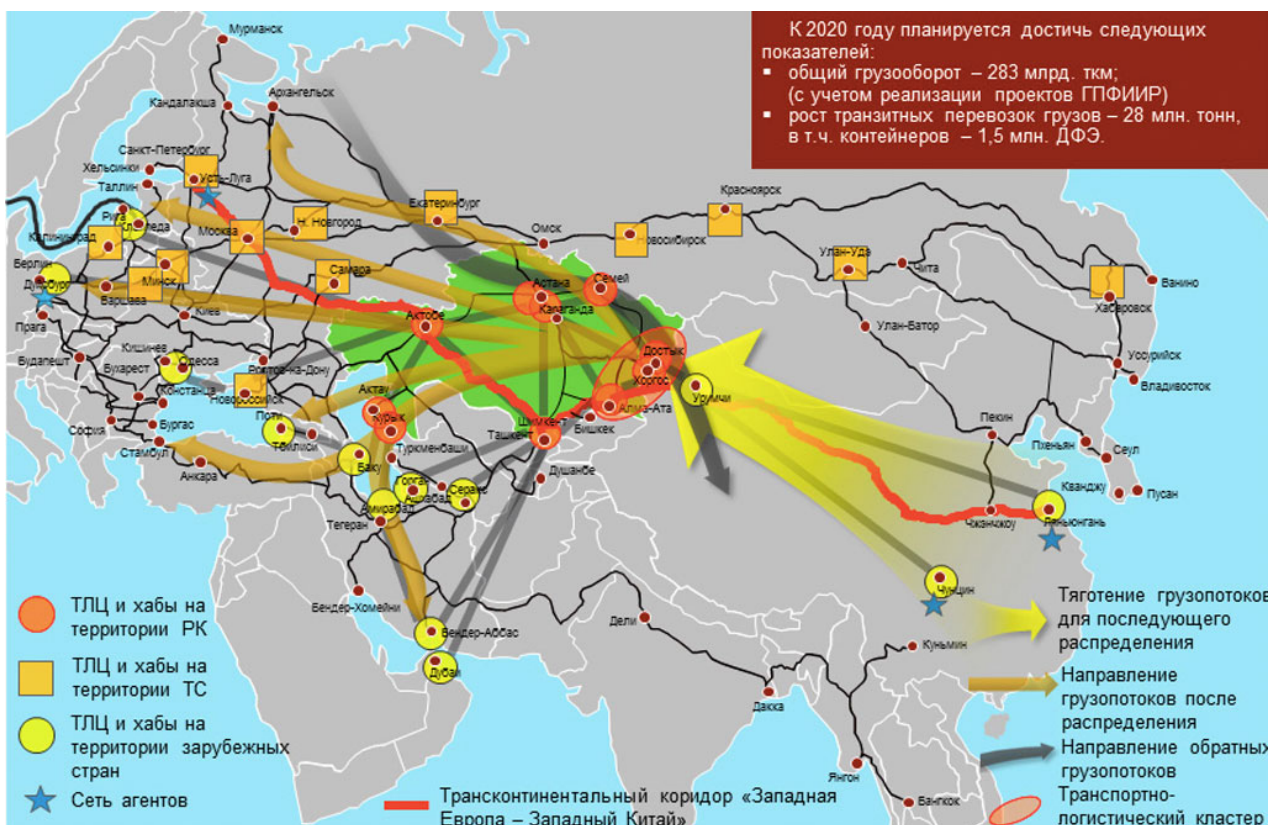 К 2020 году планируется достичь следующих
показателей:
▪ общий грузооборот – 283 млрд. ткм;
(с учетом реализации проектов ГПФИИР)
▪ рост транзитных перевозок грузов – 28 млн. тонн,
в т.ч. контейнеров – 1,5 млн. ДФЭ.
Мурманск
Кандалакша
Архангельск
Санкт-Петербург
Хельсинки
Усть-Луга
Таллин
Рига
Калининград
Москва
Н. Новгород
Екатеринбург
Омск
Новосибирск
Красноярск
Улан-Удэ
Чита
Ванино
Хабаровск
Берлин
Минск
Самара
Варшава
Прага
Киев
Актобе
Астана
Караганда
Семей
Улан-Батор
Уссурийск
Владивосток
Будапешт
Кишинев
Одесса
Бухарест
Ростов-на-Дону
Констанца
Новороссийск
Достык
Хоргос
Урумчи
Алма-Ата
Бишкек
Шимкент
Ташкент
Душанбе
Актау
Курык
Туркменбаши
Поти
Тбилиси
Баку
София
Бургас
Стамбул
Анкара
Горган
Ашхабад
Серакс
Амирабад
Тегеран
Пекин
Пхеньян
Сеул
Кванджу
Пусан
Чжэнчжоу
Ляньюнгань
Чунцин
Бендер-Хомейни
Бендер-Аббас
Дубаи
Дели
Дакка
Куньмин
Янгон
Бангкок
ТЛЦ и хабы на
территории РК
ТЛЦ и хабы на
территории ТС
ТЛЦ и хабы на
территории зарубежных
стран
Сеть агентов
Трансконтинентальный коридор «Западная
Европа – Западный Китай»
Тяготение грузопотоков
для последующего
распределения
Направление
грузопотоков после
распределения
Направление обратных
грузопотоков
Транспортно-
логистический кластер